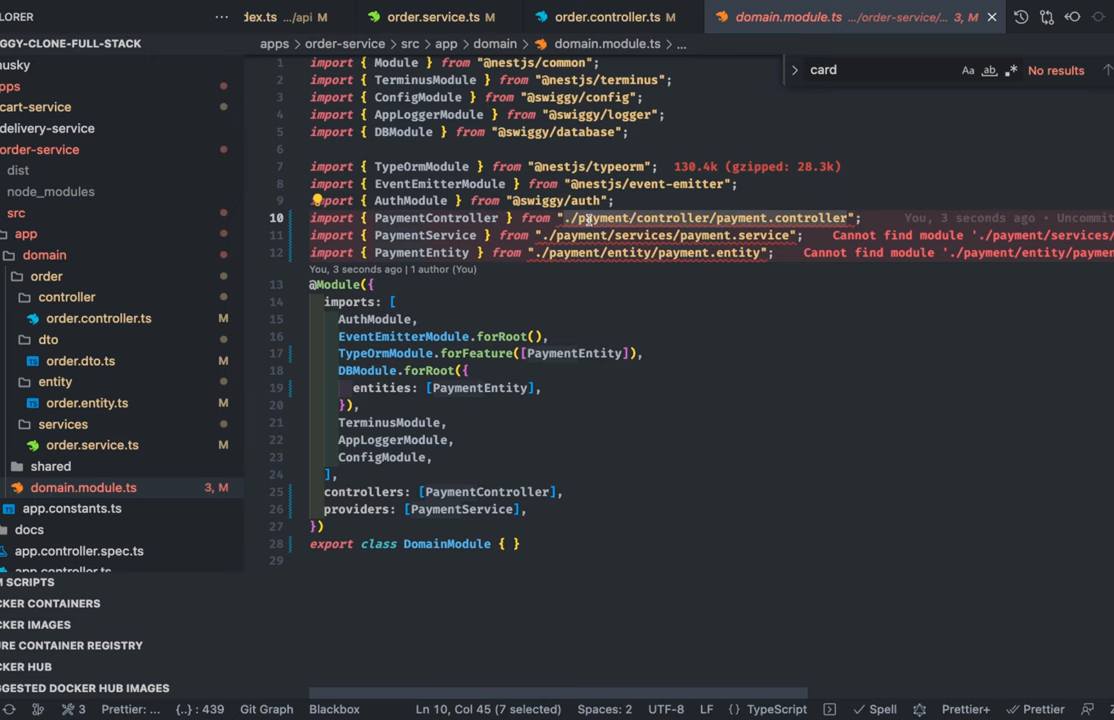 LORER
...
dex.ts .../api M
order.service.ts M
order.controller.ts M
domain.module.ts .../order-service/... 3, M
GGY-CLONE-FULL-STACK
apps > order-service > src > app > domain > domain.module.ts > ...
usky
pps
cart-service
delivery-service
order-service
dist
node_modules
src
app
domain
order
controller
order.controller.ts M
dto
order.dto.ts M
entity
order.entity.ts M
services
order.service.ts M
shared
domain.module.ts 3, M
app.constants.ts
docs
app.controller.spec.ts
app.controller.ts
M SCRIPTS
CKER CONTAINERS
CKER IMAGES
URE CONTAINER REGISTRY
CKER HUB
GGESTED DOCKER HUB IMAGES
card
Aa ab .* No results
1 import { Module } from "@nestjs/common";
2 import { TerminusModule } from "@nestjs/terminus";
3 import { ConfigModule } from "@swiggy/config";
4 import { AppLoggerModule } from "@swiggy/logger";
5 import { DBModule } from "@swiggy/database";
6
7 import { TypeOrmModule } from "@nestjs/typeorm"; 130.4k (gzipped: 28.3k)
8 import { EventEmitterModule } from "@nestjs/event-emitter";
9 import { AuthModule } from "@swiggy/auth";
10 import { PaymentController } from "./payment/controller/payment.controller"; You, 3 seconds ago • Uncommit
11 import { PaymentService } from "./payment/services/payment.service"; Cannot find module './payment/services/
12 import { PaymentEntity } from "./payment/entity/payment.entity"; Cannot find module './payment/entity/paymen
You, 3 seconds ago | 1 author (You)
13 @Module({
14 imports: [
15 AuthModule,
16 EventEmitterModule.forRoot(),
17 TypeOrmModule.forFeature([PaymentEntity]),
18 DBModule.forRoot({
19 entities: [PaymentEntity],
20 }),
21 TerminusModule,
22 AppLoggerModule,
23 ConfigModule,
24 ],
25 controllers: [PaymentController],
26 providers: [PaymentService],
27 })
28 export class DomainModule { }
29
3 Prettier: ... {..} : 439 Git Graph Blackbox Ln 10, Col 45 (7 selected) Spaces: 2 UTF-8 LF {} TypeScript Spell Prettier+ Prettier